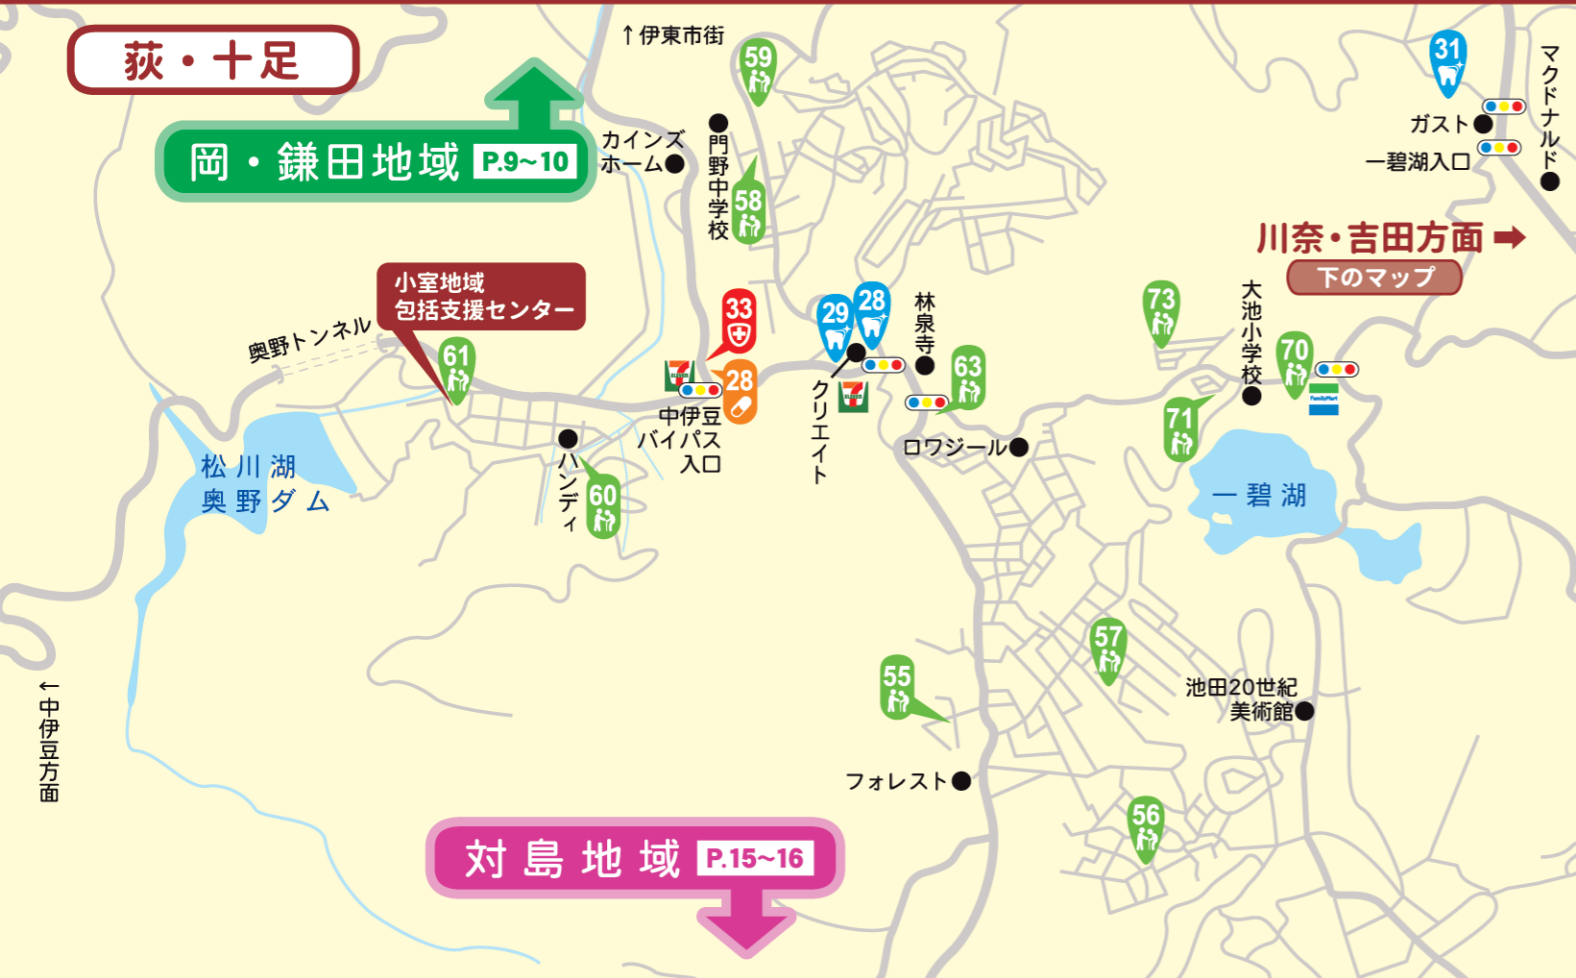 荻・十足
↑伊東市街
59
31
マクドナルド
ガスト
一碧湖入口
岡・鎌田地域 P.9~10
カインズ
ホーム
門野中学校
58
川奈・吉田方面➡
下のマップ
小室地域
包括支援センター
奥野トンネル
61
33
28
中伊豆
バイパス
入口
29
28
クリエイト
林泉寺
63
ロワジール
73
大池小学校
70
FamilyMart
71
松川湖
奥野ダム
ハンディ
60
一碧湖
←中伊豆方面
55
57
池田20世紀
美術館
フォレスト
56
対島地域 P.15~16